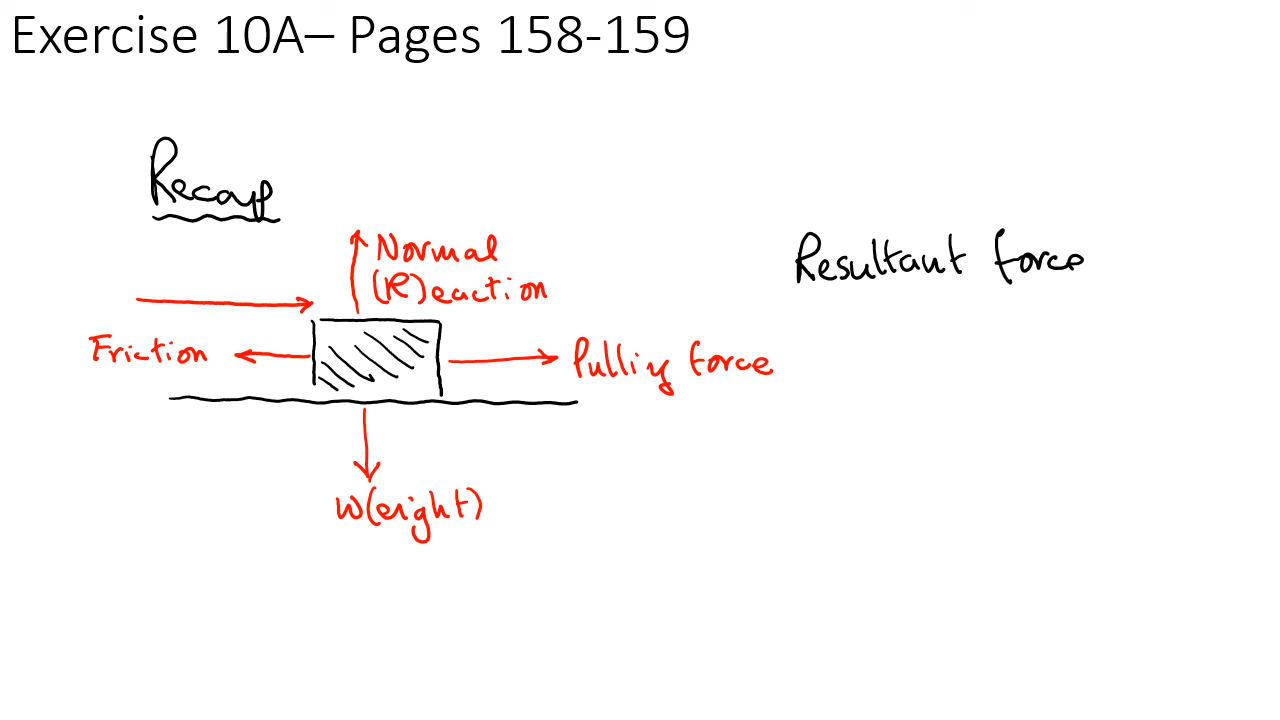 Exercise 10A– Pages 158-159
Recap
Normal
(R)eaction
Resultant force
Friction
Pulling force
W(eight)